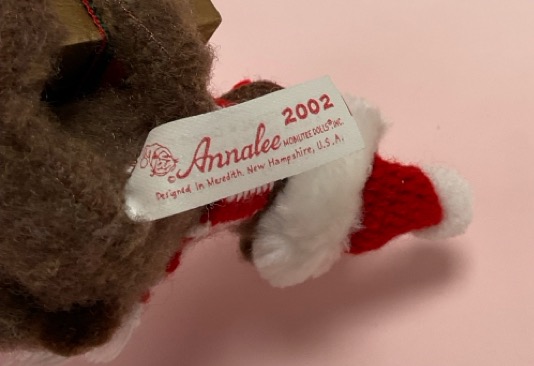 2002
© Annalee MOBILITEE DOLLS®, INC.
Designed in Meredith, New Hampshire, U.S.A.